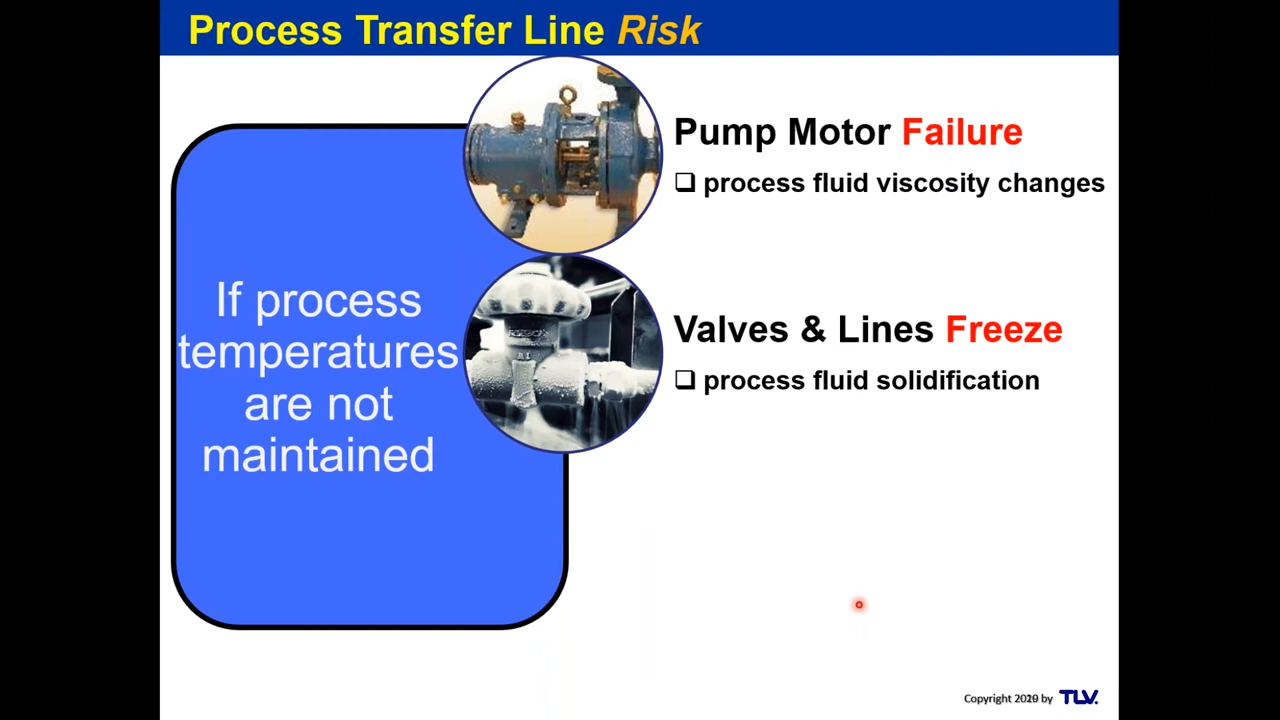 Process Transfer Line Risk
Pump Motor Failure
❑ process fluid viscosity changes
If process
temperatures
are not
maintained
Valves & Lines Freeze
❑ process fluid solidification
Copyright by TLV.